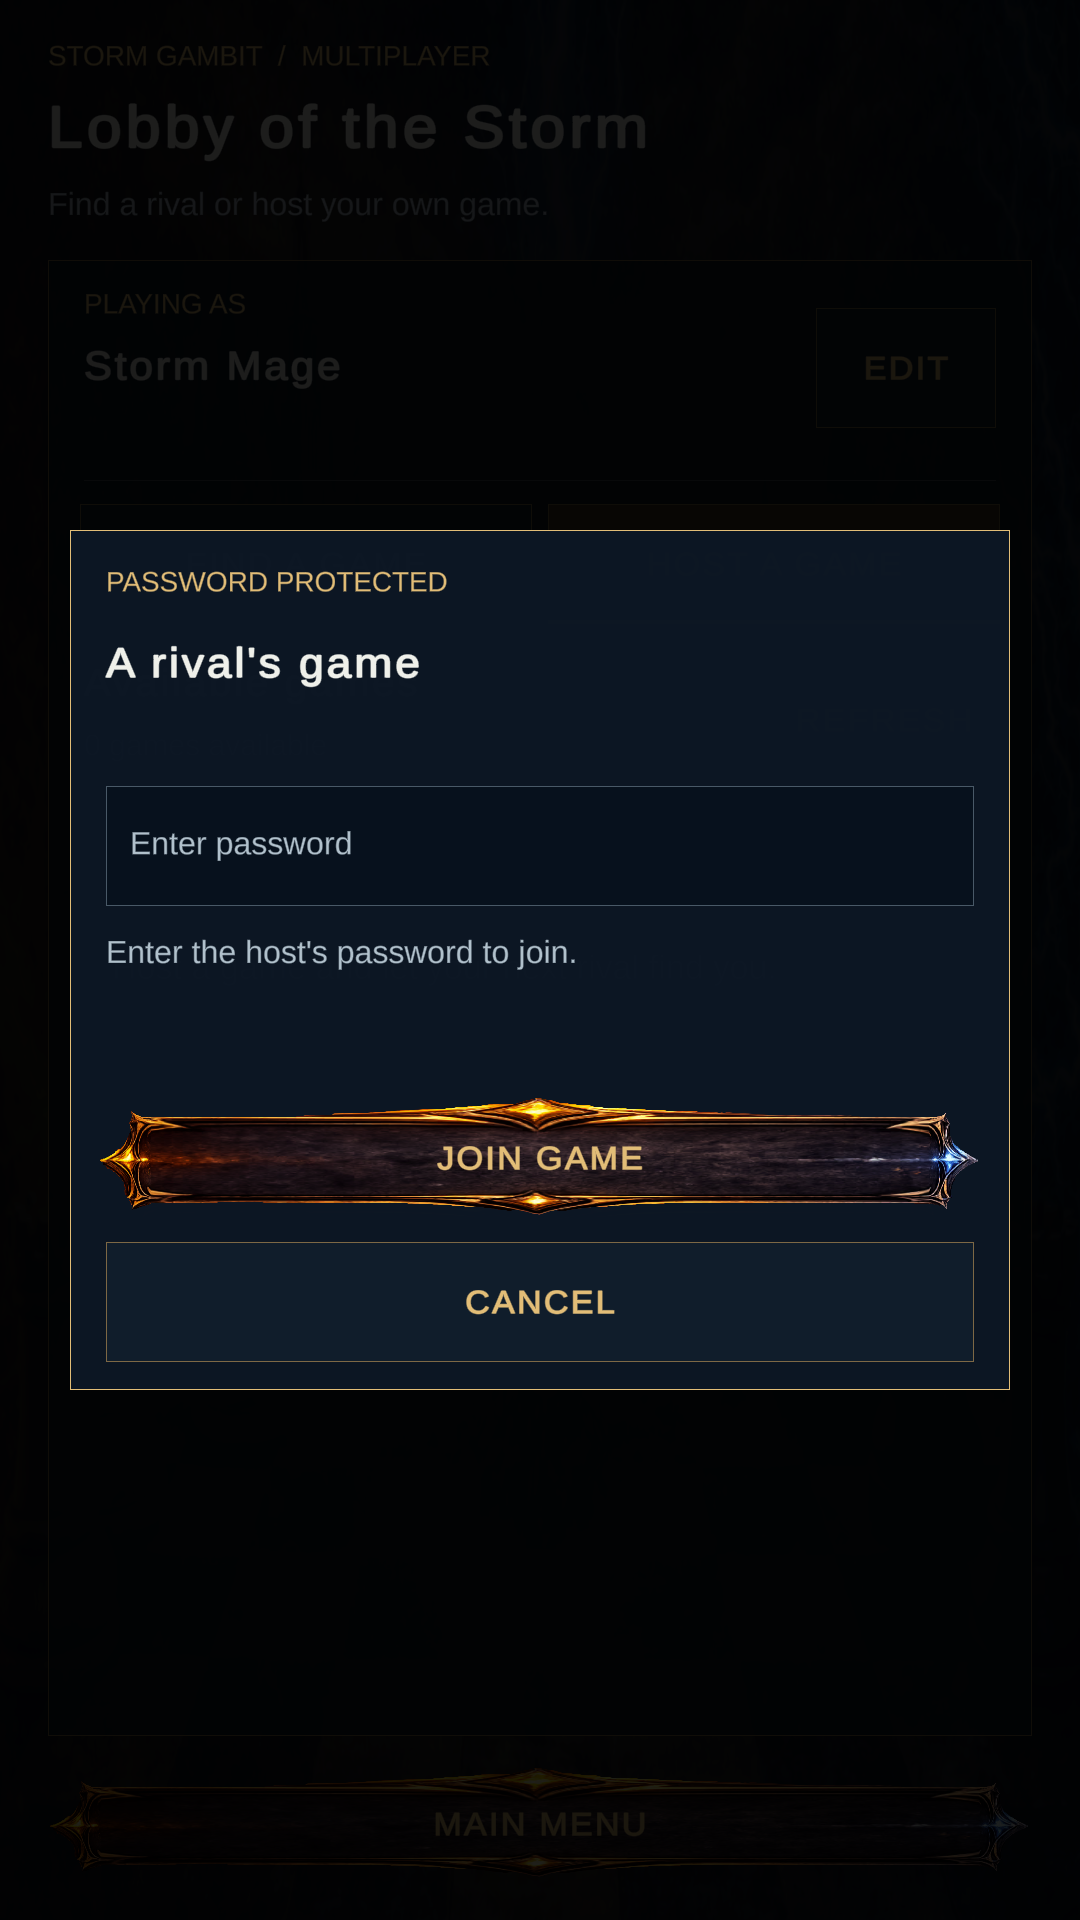 STORM GAMBIT / MULTIPLAYER
Lobby of the Storm
Find a rival or host your own game.
PLAYING AS
Storm Mage
EDIT
PASSWORD PROTECTED
A rival's game
Enter password
Enter the host's password to join.
JOIN GAME
CANCEL
MAIN MENU